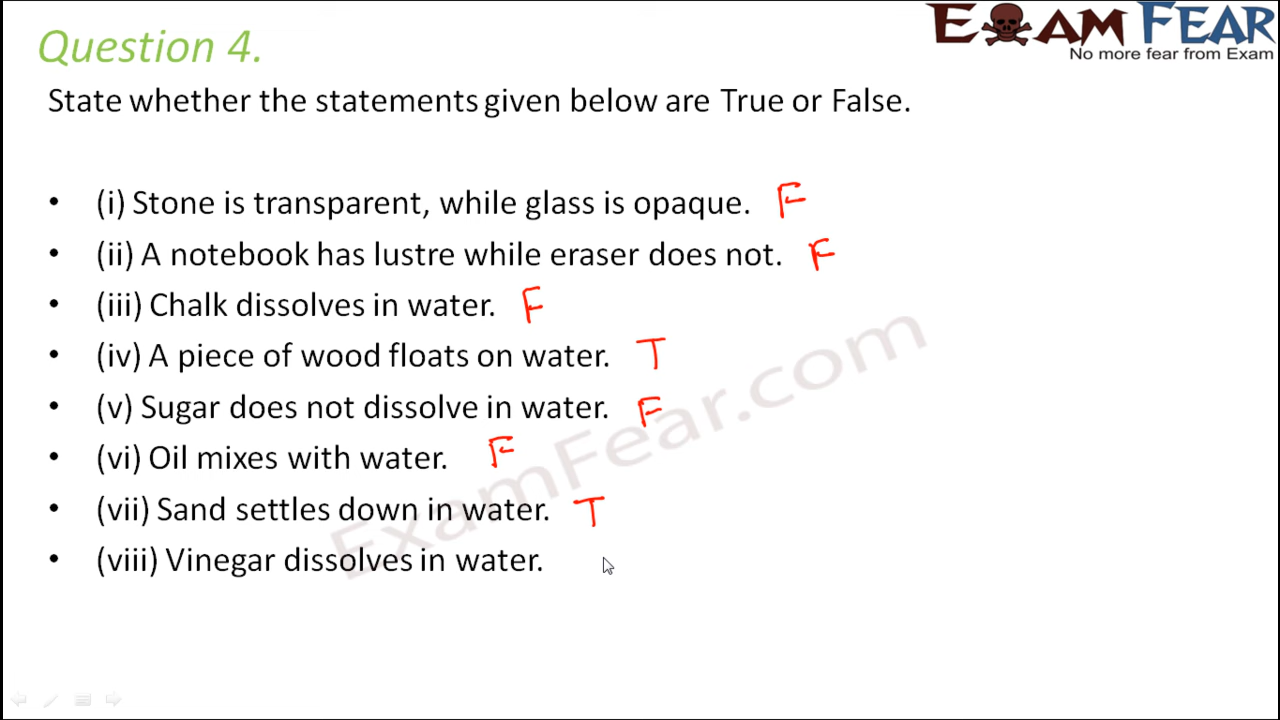 Question 4.
EXAM FEAR
No more fear from Exam
State whether the statements given below are True or False.
• (i) Stone is transparent, while glass is opaque. F
• (ii) A notebook has lustre while eraser does not. F
• (iii) Chalk dissolves in water. F
• (iv) A piece of wood floats on water. T
• (v) Sugar does not dissolve in water. F
• (vi) Oil mixes with water. F
• (vii) Sand settles down in water. T
• (viii) Vinegar dissolves in water.
ExamFear.com